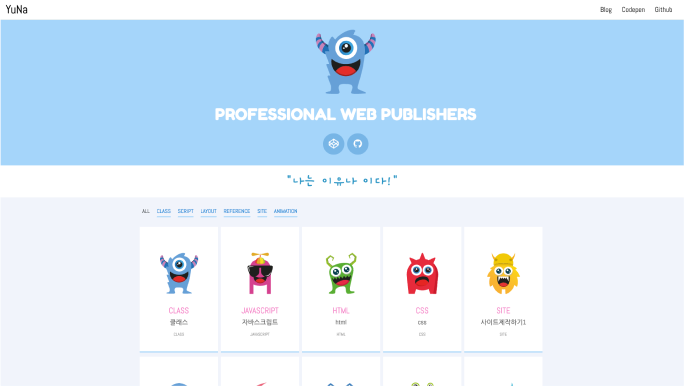 YuNa
Blog Codepen Github
PROFESSIONAL WEB PUBLISHERS
"나는 이유나 이다!"
ALL CLASS SCRIPT LAYOUT REFERENCE SITE ANIMATION
CLASS
클래스
CLASS
JAVASCRIPT
자바스크립트
JAVASCRIPT
HTML
html
HTML
CSS
css
CSS
SITE
사이트제작하기1
SITE